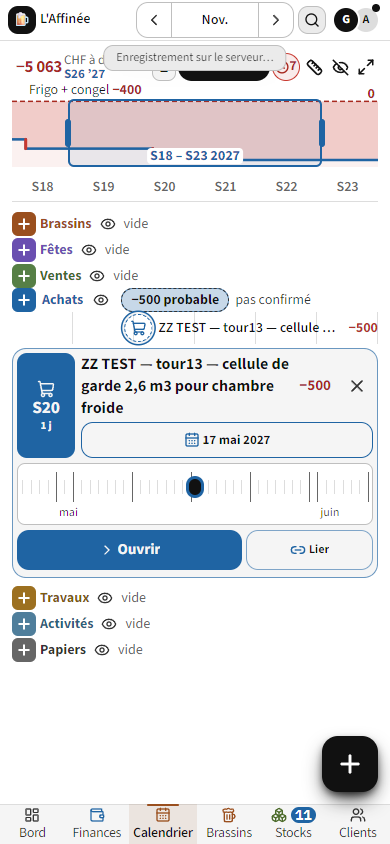 L'Affinée
Nov.
G
A
−5 063
CHF à d
S26 '27
Enregistrement sur le serveur…
7
Frigo + congel −400
0
S18 – S23 2027
S18
S19
S20
S21
S22
S23
Brassins
vide
Fêtes
vide
Ventes
vide
Achats
−500 probable
pas confirmé
ZZ TEST — tour13 — cellule …
−500
S20
1 j
ZZ TEST — tour13 — cellule de
garde 2,6 m3 pour chambre
froide
−500
17 mai 2027
mai
juin
Ouvrir
Lier
Travaux
vide
Activités
vide
Papiers
vide
Bord
Finances
Calendrier
Brassins
Stocks
11
Clients